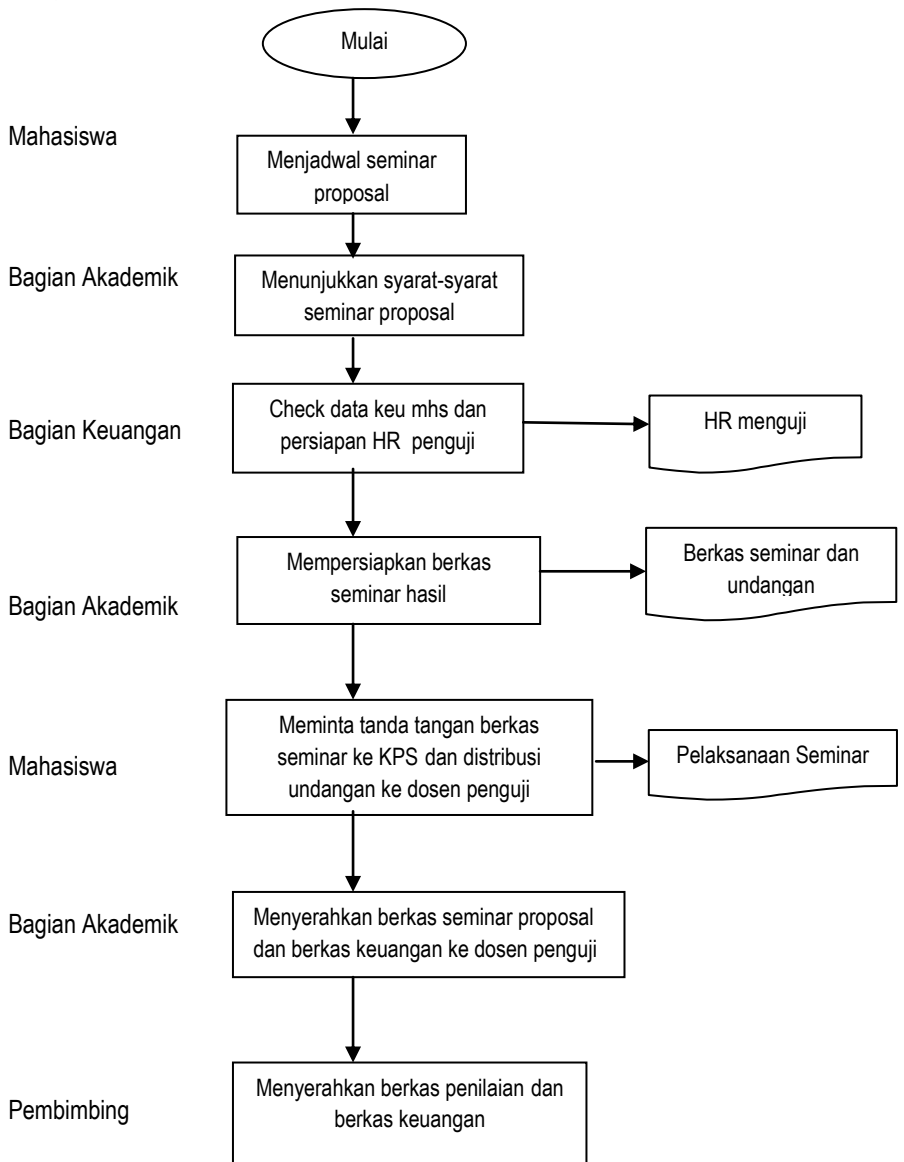 Mulai
Mahasiswa
Menjadwal seminar
proposal
Bagian Akademik
Menunjukkan syarat-syarat
seminar proposal
Bagian Keuangan
Check data keu mhs dan
persiapan HR penguji
HR menguji
Bagian Akademik
Mempersiapkan berkas
seminar hasil
Berkas seminar dan
undangan
Mahasiswa
Meminta tanda tangan berkas
seminar ke KPS dan distribusi
undangan ke dosen penguji
Pelaksanaan Seminar
Bagian Akademik
Menyerahkan berkas seminar proposal
dan berkas keuangan ke dosen penguji
Pembimbing
Menyerahkan berkas penilaian dan
berkas keuangan